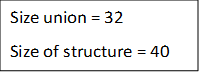 Size union = 32
Size of structure = 40